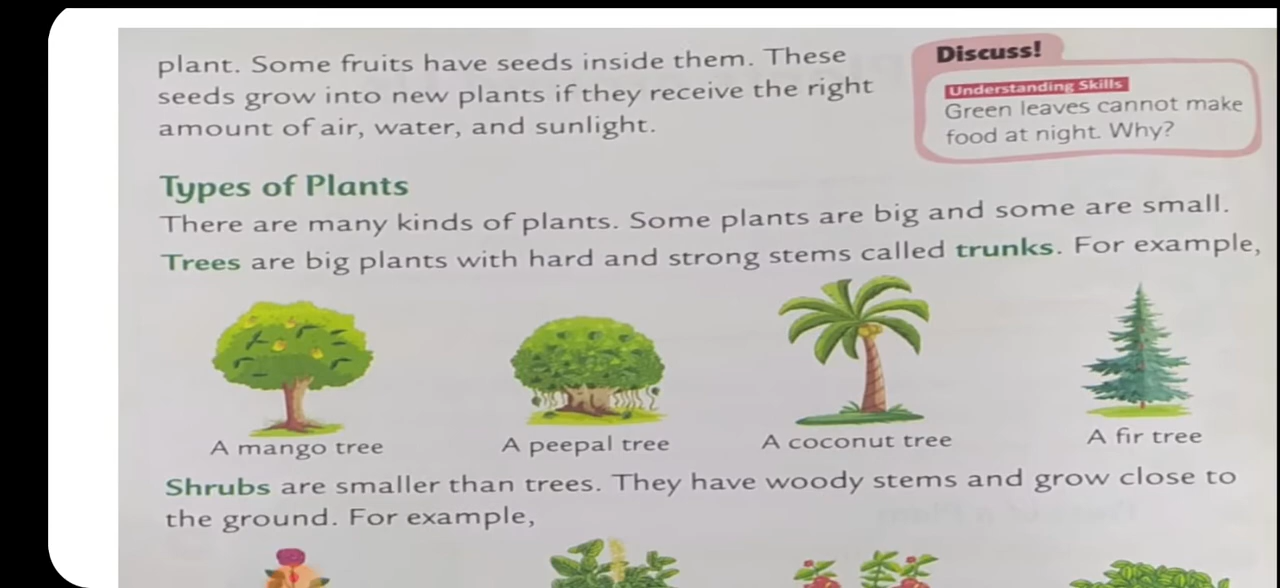 plant. Some fruits have seeds inside them. These
seeds grow into new plants if they receive the right
amount of air, water, and sunlight.
Discuss!
Understanding Skills
Green leaves cannot make
food at night. Why?
Types of Plants
There are many kinds of plants. Some plants are big and some are small.
Trees are big plants with hard and strong stems called trunks. For example,
A mango tree
A peepal tree
A coconut tree
A fir tree
Shrubs are smaller than trees. They have woody stems and grow close to
the ground. For example,